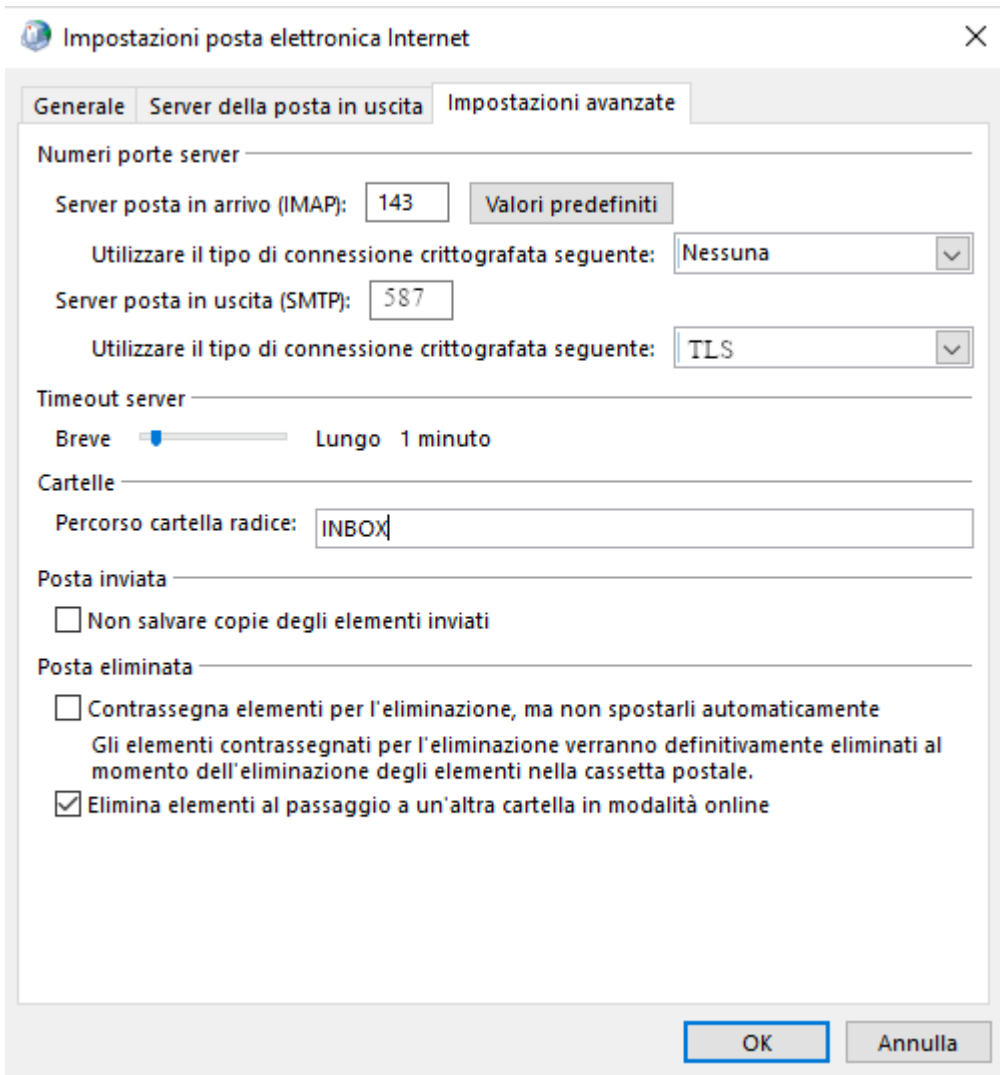 Impostazioni posta elettronica Internet
Generale Server della posta in uscita Impostazioni avanzate
Numeri porte server
Server posta in arrivo (IMAP): 143 Valori predefiniti
Utilizzare il tipo di connessione crittografata seguente: Nessuna
Server posta in uscita (SMTP): 587
Utilizzare il tipo di connessione crittografata seguente: TLS
Timeout server
Breve Lungo 1 minuto
Cartelle
Percorso cartella radice: INBOX
Posta inviata
Non salvare copie degli elementi inviati
Posta eliminata
Contrassegna elementi per l'eliminazione, ma non spostarli automaticamente
Gli elementi contrassegnati per l'eliminazione verranno definitivamente eliminati al
momento dell'eliminazione degli elementi nella cassetta postale.
Elimina elementi al passaggio a un'altra cartella in modalità online
OK Annulla